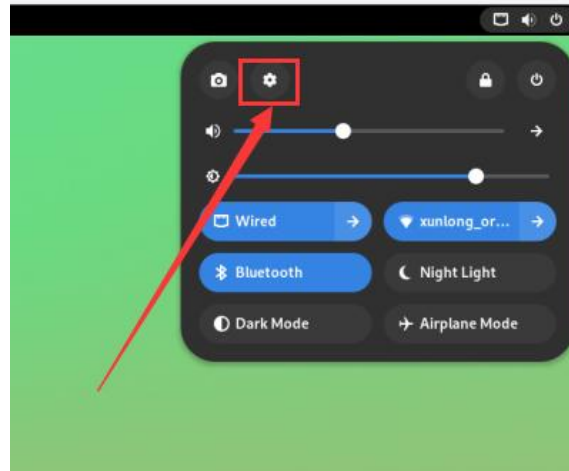 Wired
xunlong_or...
Bluetooth
Night Light
Dark Mode
Airplane Mode